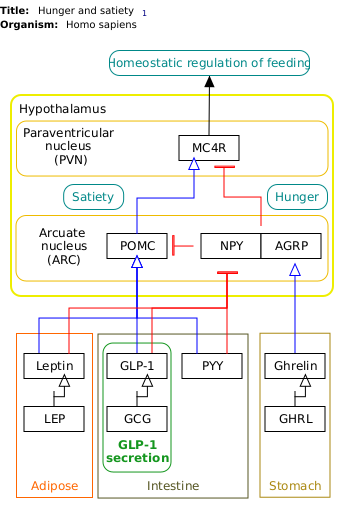 Title: Hunger and satiety 1
Organism: Homo sapiens
Homeostatic regulation of feeding
Hypothalamus
Paraventricular
nucleus
(PVN)
MC4R
Satiety
Hunger
Arcuate
nucleus
(ARC)
POMC
NPY
AGRP
Leptin
GLP-1
PYY
Ghrelin
LEP
GCG
GHRL
GLP-1
secretion
Adipose
Intestine
Stomach